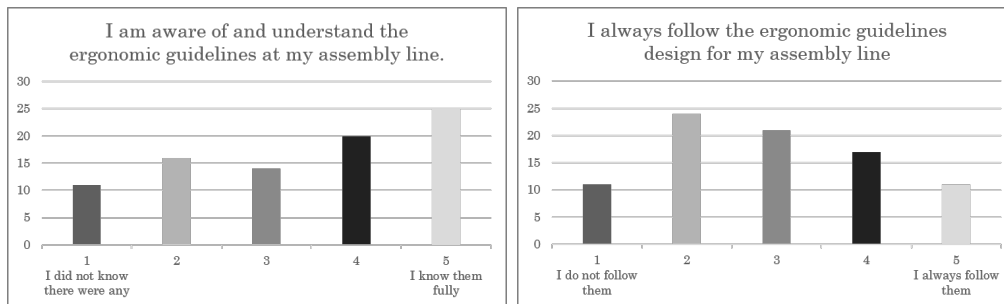 I am aware of and understand the
ergonomic guidelines at my assembly line.
30
25
20
15
10
5
0
1
2
3
4
5
I did not know
there were any
I know them
fully
I always follow the ergonomic guidelines
design for my assembly line
30
25
20
15
10
5
0
1
2
3
4
5
I do not follow
them
I always follow
them